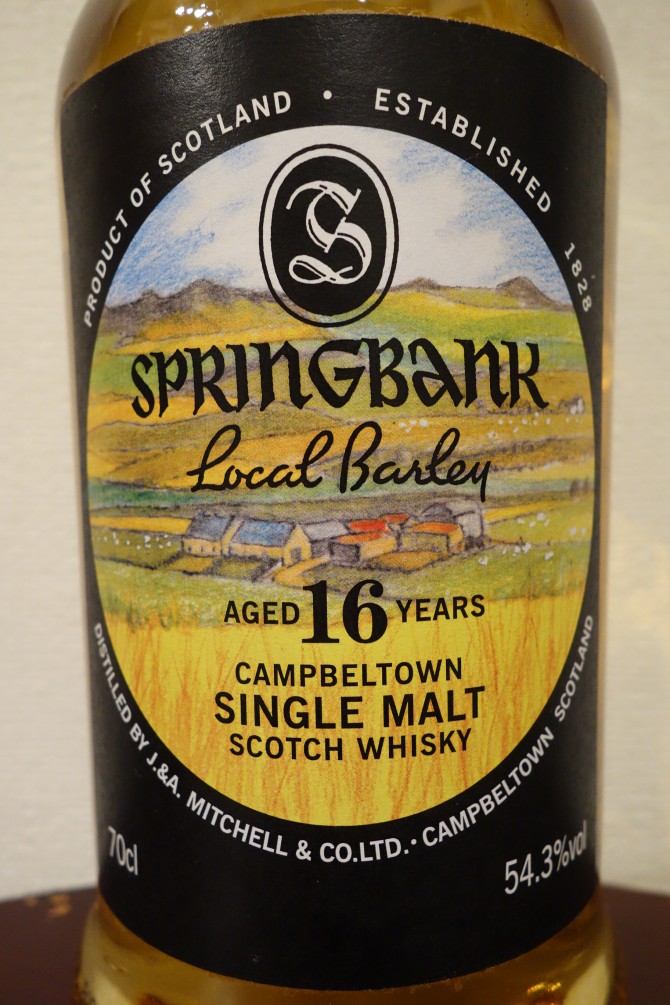 PRODUCT OF SCOTLAND • ESTABLISHED 1828
S
SPRINGBANK
Local Barley
AGED 16 YEARS
CAMPBELTOWN
SINGLE MALT
SCOTCH WHISKY
DISTILLED BY J.&A. MITCHELL & CO.LTD. • CAMPBELTOWN SCOTLAND
70cl
54.3%vol